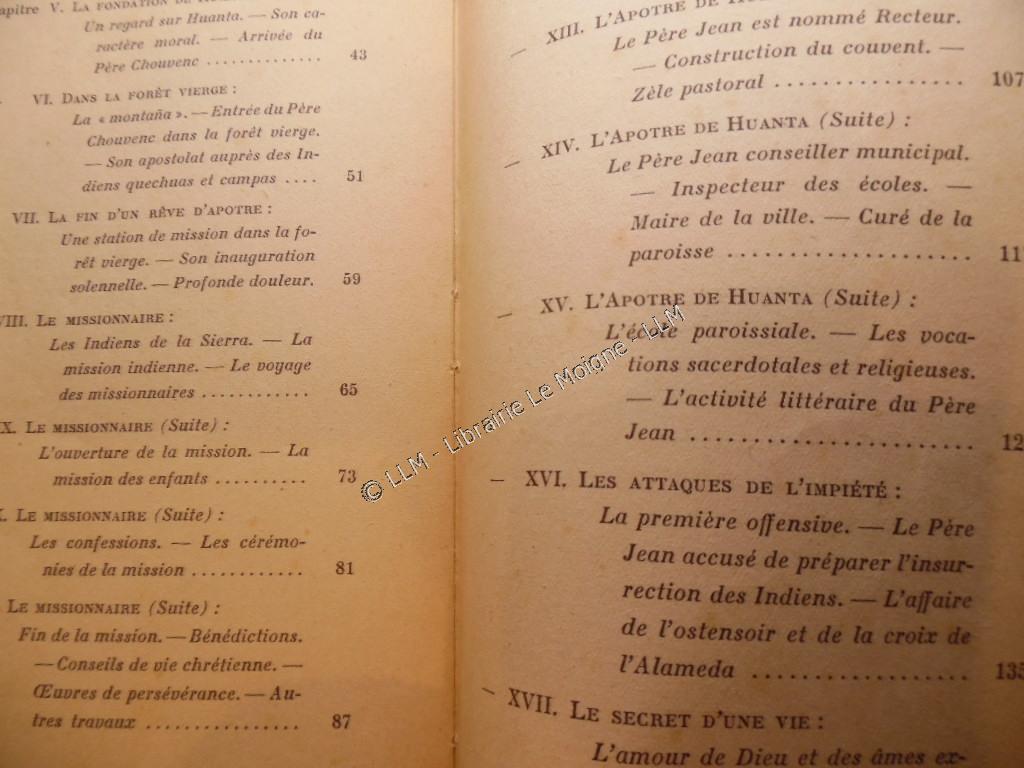 apitre V. LA FONDATION DE
Un regard sur Huanta. — Son ca-
ractère moral. — Arrivée du
Père Chouvenc .............. 43
VI. DANS LA FORÊT VIERGE :
La « montaña ». — Entrée du Père
Chouvenc dans la forêt vierge.
— Son apostolat auprès des In-
diens quechuas et campas .... 51
VII. LA FIN D'UN RÊVE D'APOTRE :
Une station de mission dans la fo-
rêt vierge. — Son inauguration
solennelle. — Profonde douleur. 59
VIII. LE MISSIONNAIRE :
Les Indiens de la Sierra. — La
mission indienne. — Le voyage
des missionnaires ............ 65
X. LE MISSIONNAIRE (Suite) :
L'ouverture de la mission. — La
mission des enfants .......... 73
X. LE MISSIONNAIRE (Suite) :
Les confessions. — Les cérémo-
nies de la mission ............ 81
LE MISSIONNAIRE (Suite) :
Fin de la mission. — Bénédictions.
— Conseils de vie chrétienne. —
Œuvres de persévérance. — Au-
tres travaux ................. 87
— XIII. L'APOTRE DE
Le Père Jean est nommé Recteur.
— Construction du couvent. —
Zèle pastoral ................ 107
— XIV. L'APOTRE DE HUANTA (Suite) :
Le Père Jean conseiller municipal.
— Inspecteur des écoles. —
Maire de la ville. — Curé de la
paroisse .................... 11
— XV. L'APOTRE DE HUANTA (Suite) :
L'école paroissiale. — Les voca-
tions sacerdotales et religieuses.
— L'activité littéraire du Père
Jean ........................ 12
— XVI. LES ATTAQUES DE L'IMPIÉTÉ :
La première offensive. — Le Père
Jean accusé de préparer l'insur-
rection des Indiens. — L'affaire
de l'ostensoir et de la croix de
l'Alameda ................... 135
— XVII. LE SECRET D'UNE VIE :
L'amour de Dieu et des âmes ex-
© LLM - Librairie Le Moigne - LLM